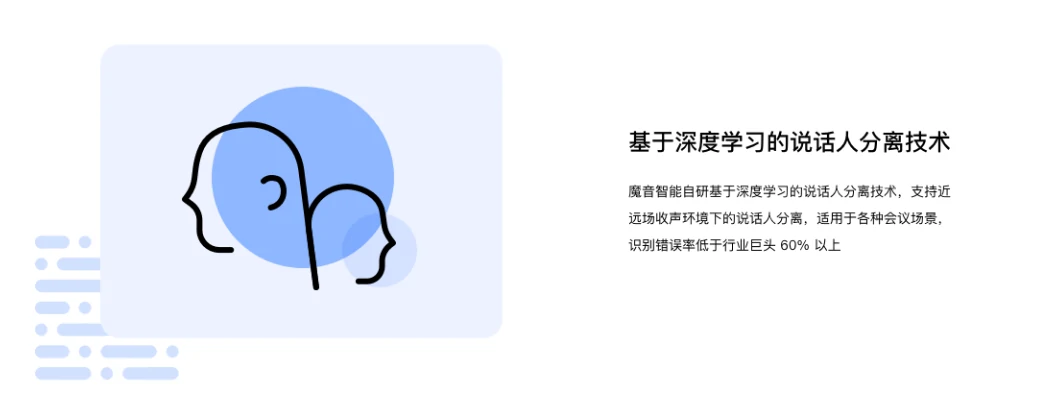 基于深度学习的说话人分离技术
魔音智能自研基于深度学习的说话人分离技术，支持近
远场收声环境下的说话人分离，适用于各种会议场景，
识别错误率低于行业巨头 60% 以上